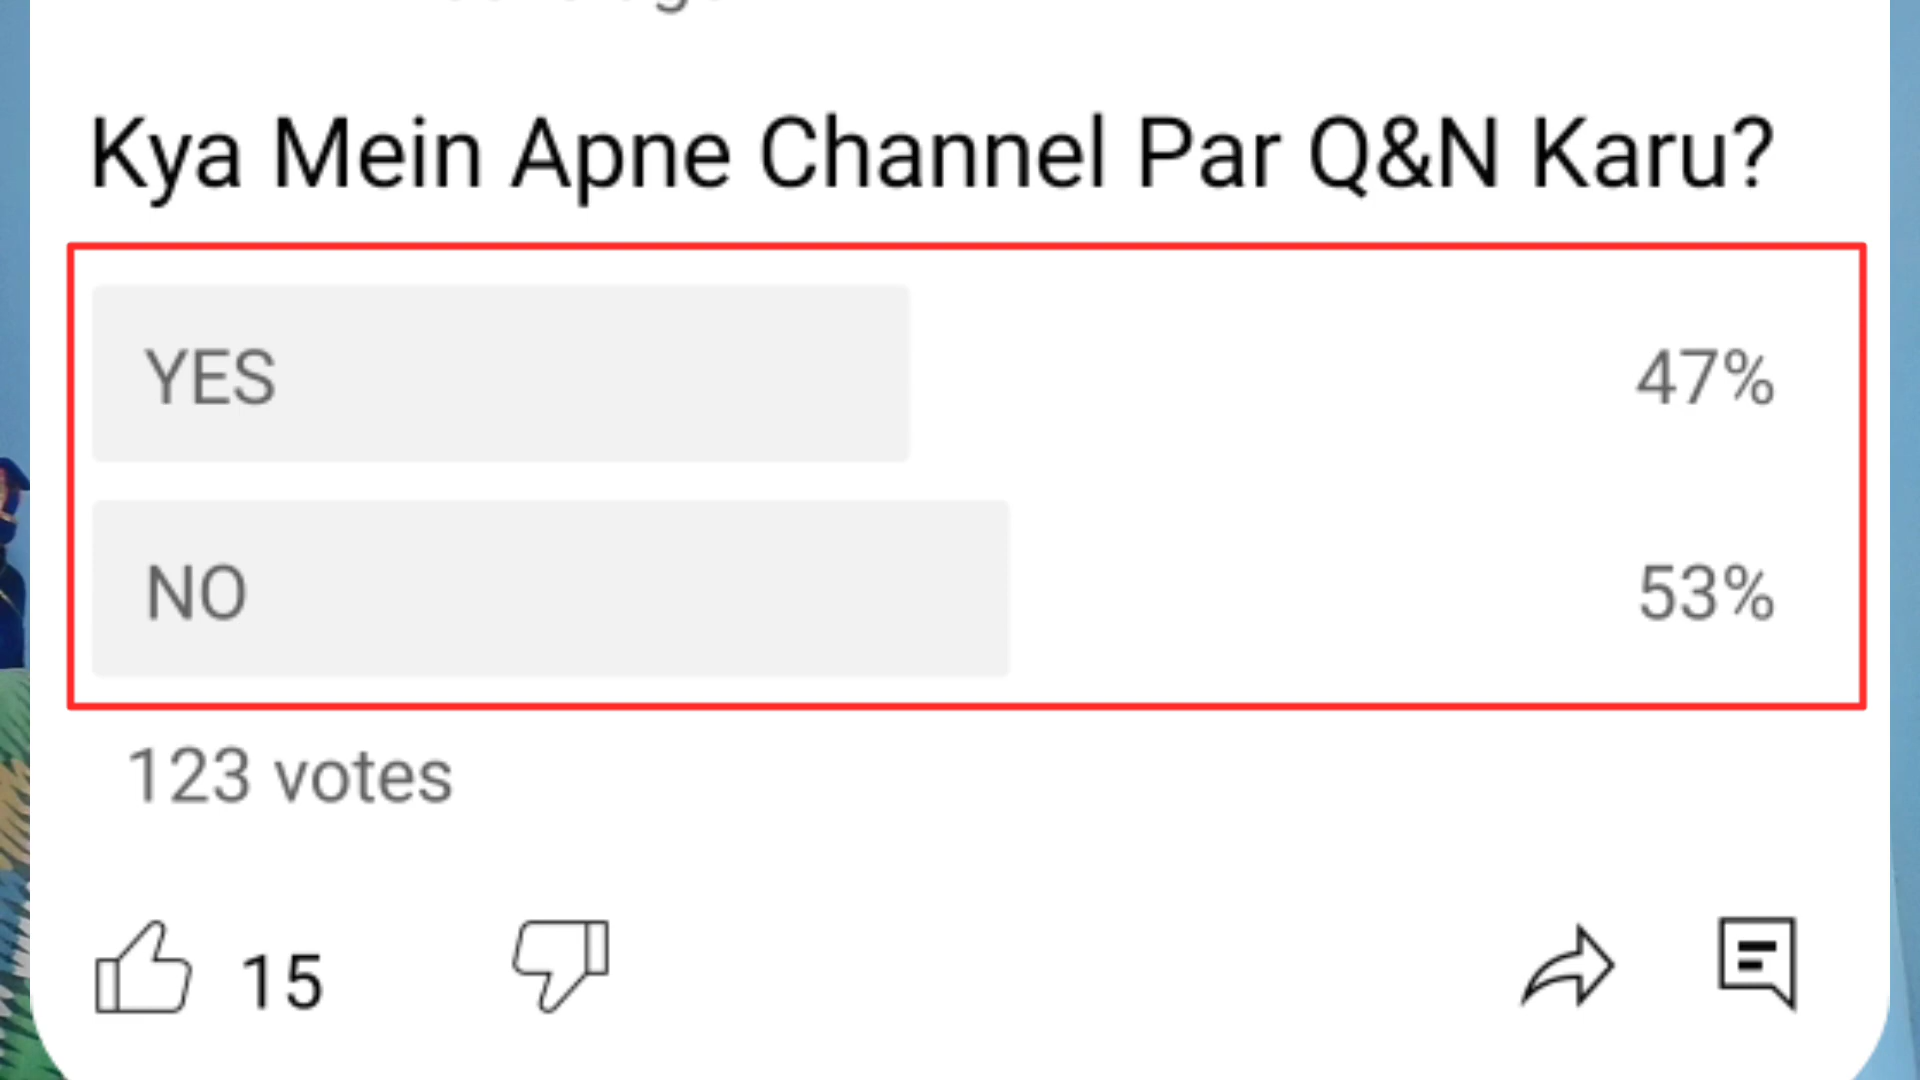 Kya Mein Apne Channel Par Q&N Karu?
YES 47%
NO 53%
123 votes
15